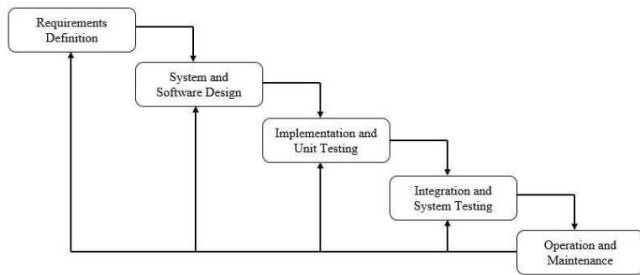 Requirements
Definition
System and
Software Design
Implementation and
Unit Testing
Integration and
System Testing
Operation and
Maintenance